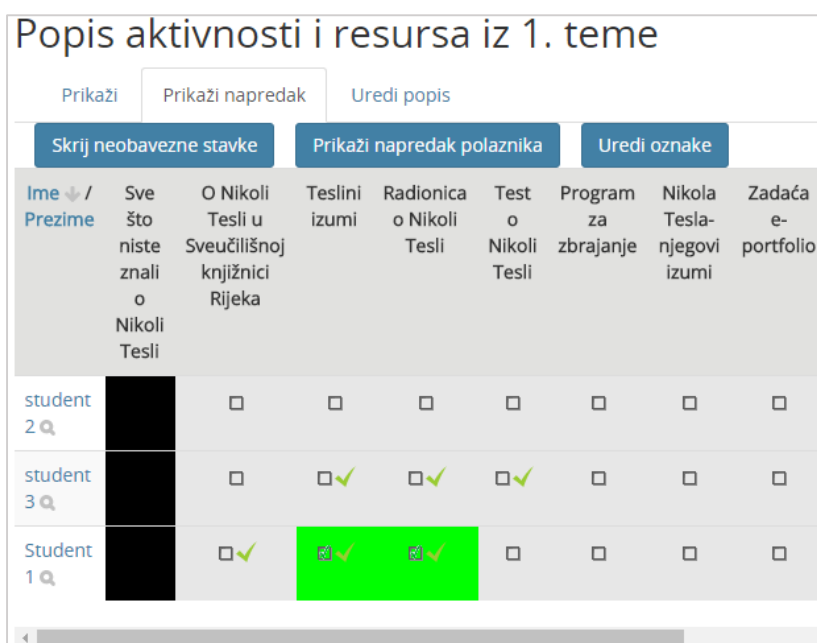 Popis aktivnosti i resursa iz 1. teme
Prikaži Prikaži napredak Uredi popis
Skrij neobavezne stavke Prikaži napredak polaznika Uredi oznake
Ime /
Prezime
Sve
što
niste
znali
o
Nikoli
Tesli
O Nikoli
Tesli u
Sveučilišnoj
knjižnici
Rijeka
Teslini
izumi
Radionica
o Nikoli
Tesli
Test
o
Nikoli
Tesli
Program
za
zbrajanje
Nikola
Tesla-
njegovi
izumi
Zadaća
e-
portfolio
student
2
student
3
Student
1